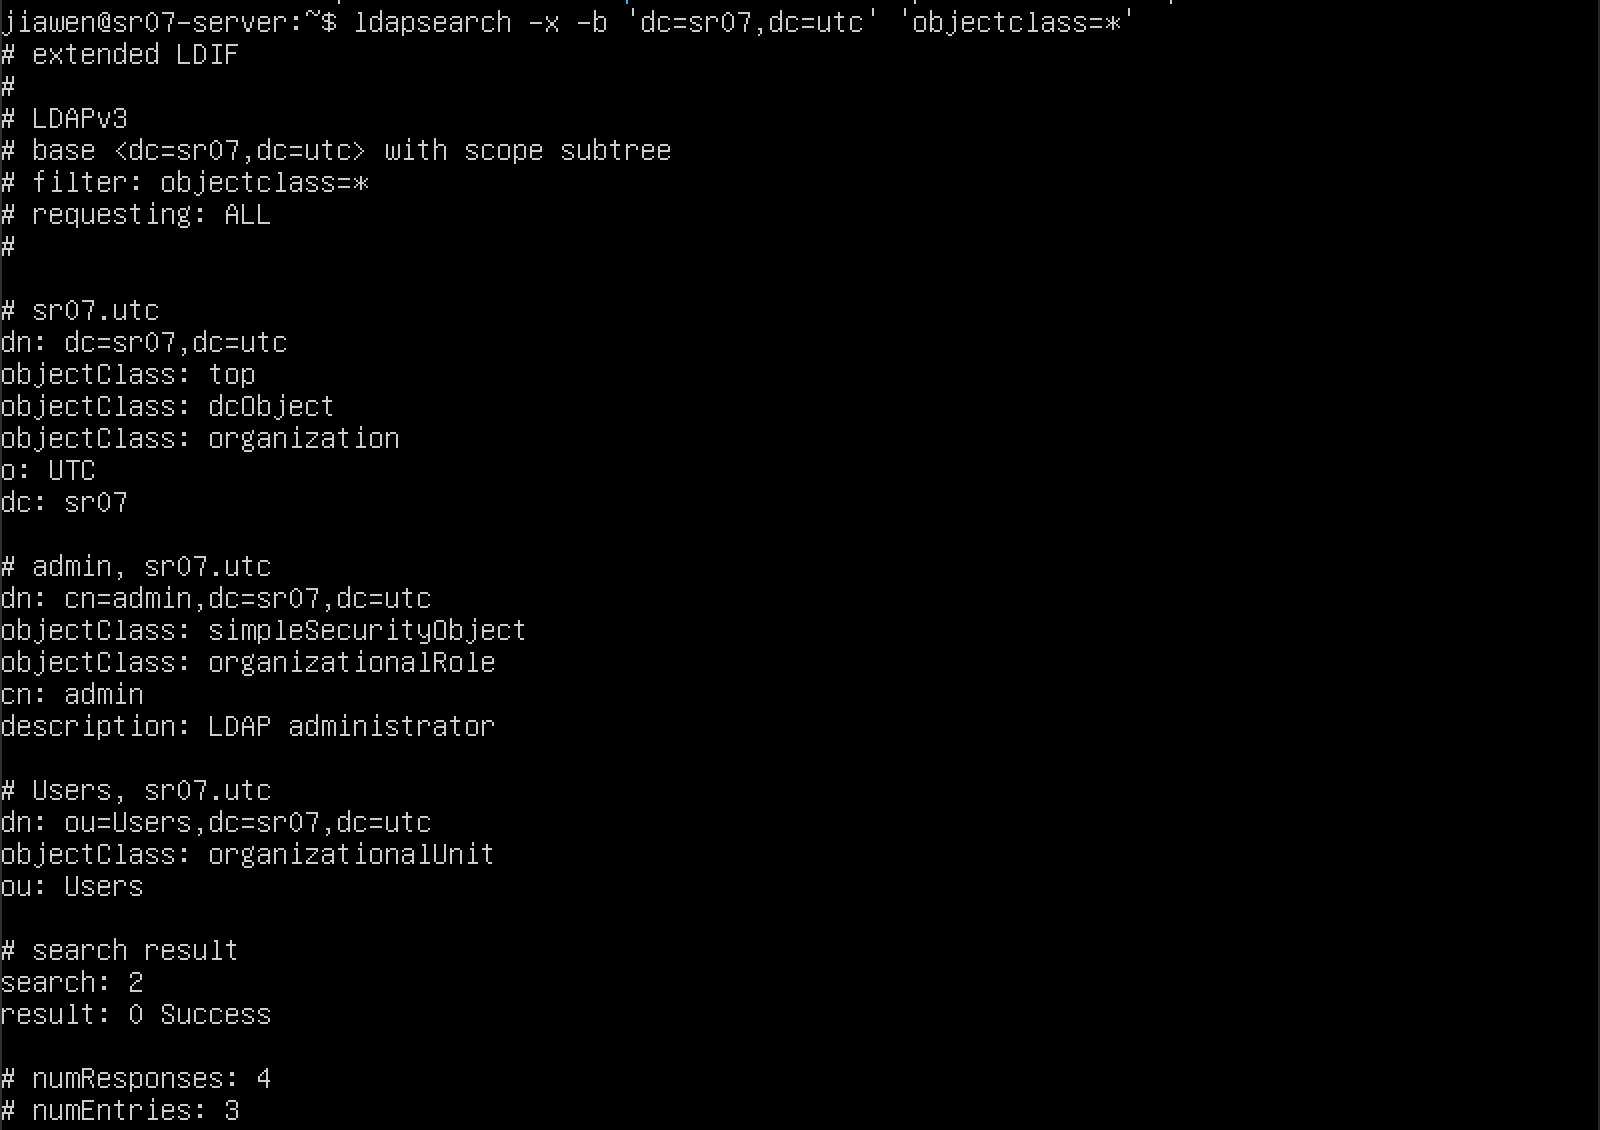 jiawen@sr07-server:~$ ldapsearch -x -b 'dc=sr07,dc=utc' 'objectclass=*'
# extended LDIF
#
# LDAPv3
# base <dc=sr07,dc=utc> with scope subtree
# filter: objectclass=*
# requesting: ALL
#
# sr07.utc
dn: dc=sr07,dc=utc
objectClass: top
objectClass: dcObject
objectClass: organization
o: UTC
dc: sr07
# admin, sr07.utc
dn: cn=admin,dc=sr07,dc=utc
objectClass: simpleSecurityObject
objectClass: organizationalRole
cn: admin
description: LDAP administrator
# Users, sr07.utc
dn: ou=Users,dc=sr07,dc=utc
objectClass: organizationalUnit
ou: Users
# search result
search: 2
result: 0 Success
# numResponses: 4
# numEntries: 3